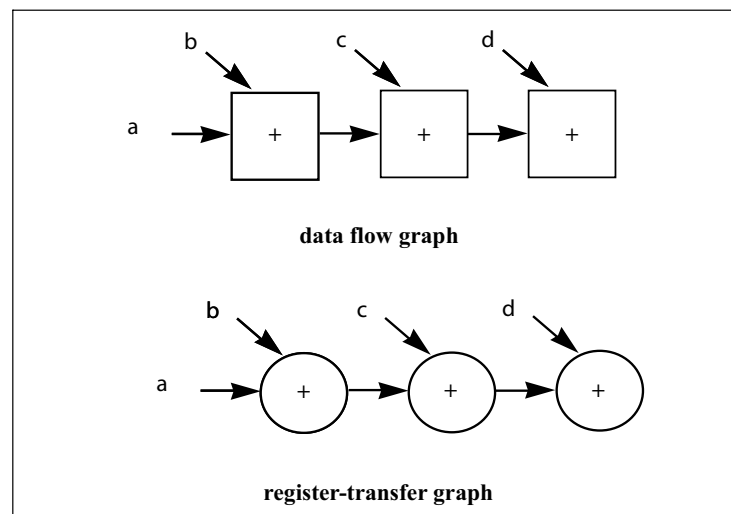 b c d
a + + +
data flow graph
b c d
a + + +
register-transfer graph